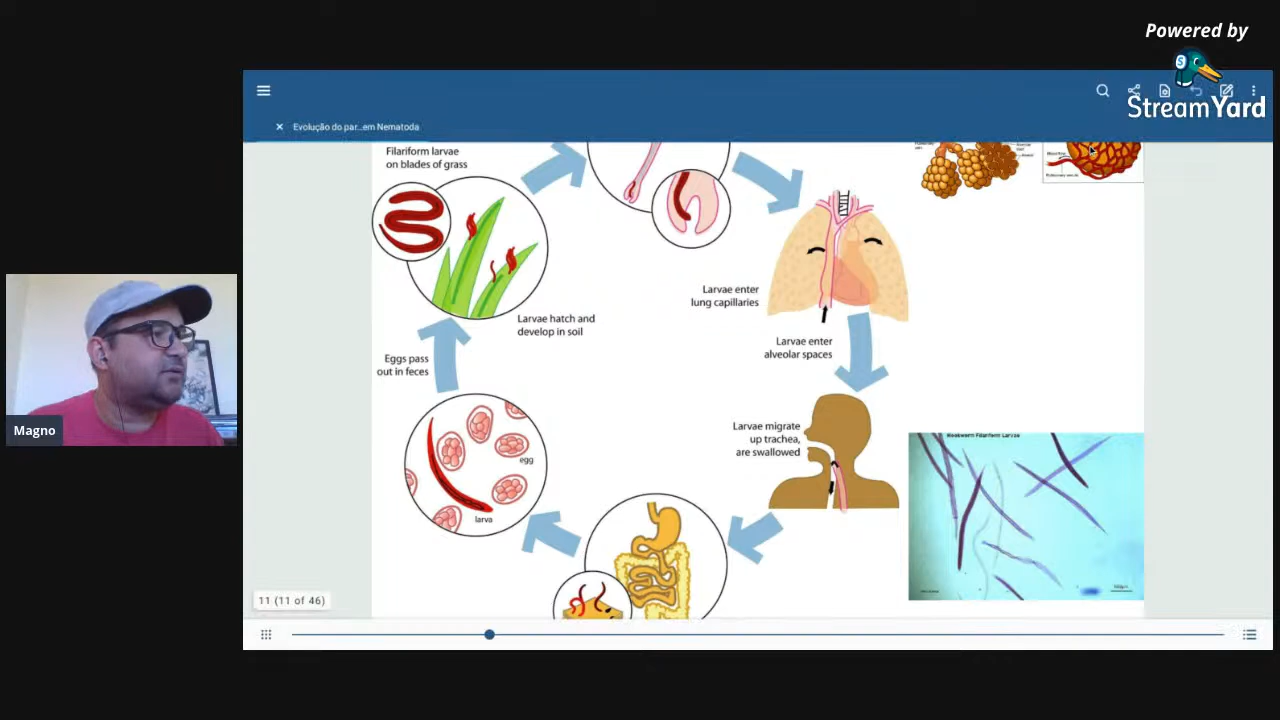 Powered by
StreamYard
Evolução do par...em Nematoda
Filariform larvae
on blades of grass
Larvae enter
lung capillaries
Larvae hatch and
develop in soil
Larvae enter
alveolar spaces
Eggs pass
out in feces
Larvae migrate
up trachea,
are swallowed
Magno
egg
larva
Hookworm Filariform Larvae
11 (11 of 46)